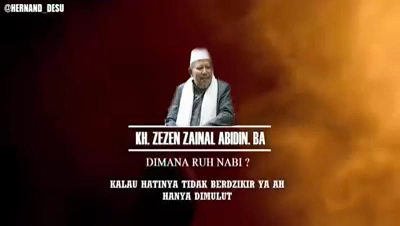 @HERNAND_DESU
KH. ZEZEN ZAINAL ABIDIN. BA
DIMANA RUH NABI ?
KALAU HATINYA TIDAK BERDZIKIR YA AH
HANYA DIMULUT